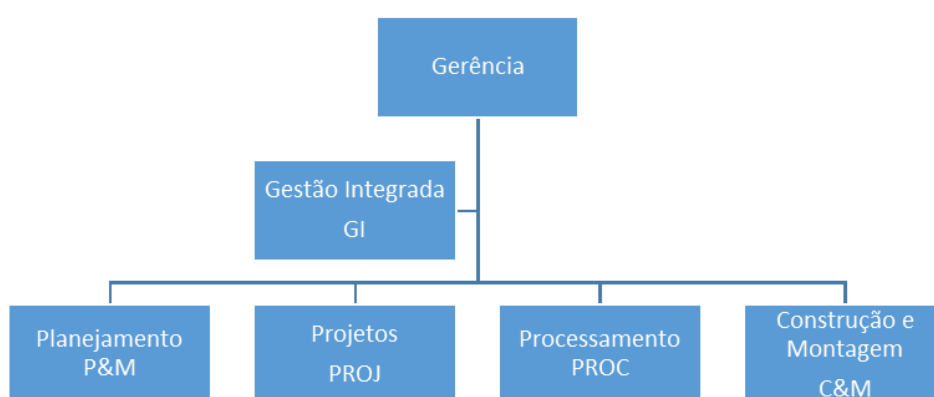 Gerência
Gestão Integrada
GI
Planejamento
P&M
Projetos
PROJ
Processamento
PROC
Construção e
Montagem
C&M